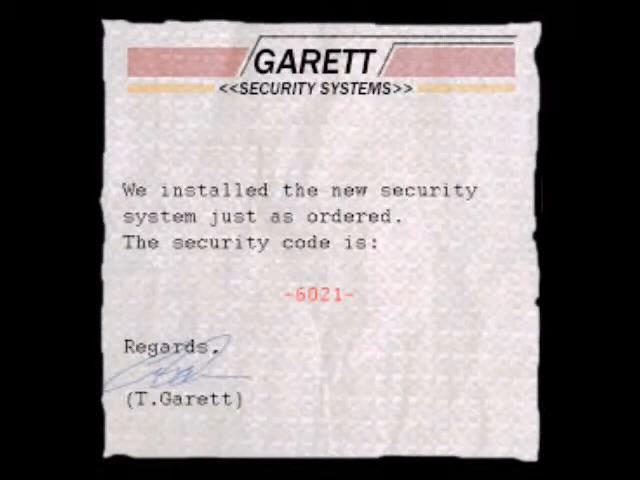 GARETT
<<SECURITY SYSTEMS>>
We installed the new security
system just as ordered.
The security code is:
-6021-
Regards,
(T.Garett)